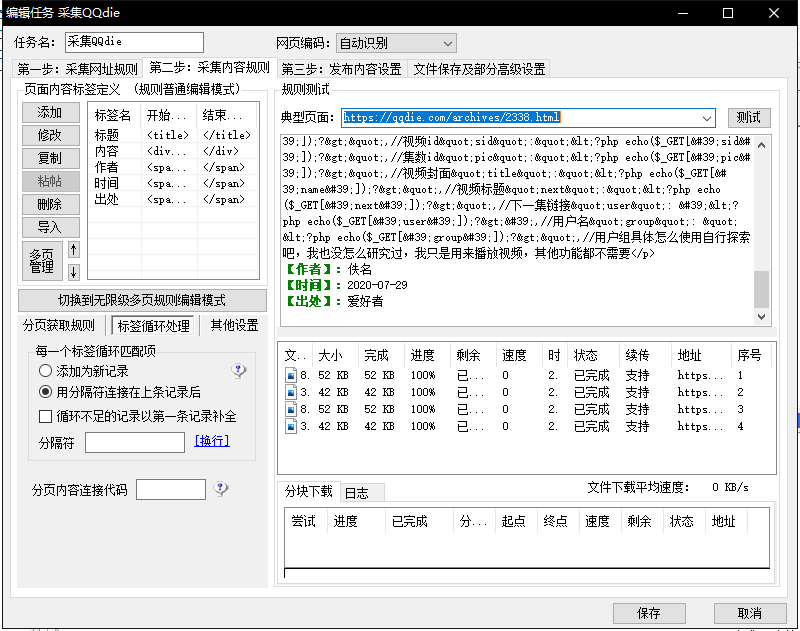 编辑任务 采集QQdie
任务名： 采集QQdie 网页编码： 自动识别
第一步：采集网址规则 第二步：采集内容规则 第三步：发布内容设置 文件保存及部分高级设置
页面内容标签定义 （规则普通编辑模式）
添加
修改
复制
粘帖
删除
导入
多页
管理
↑
↓
标签名 开始... 结束...
标题 <title> </title>
内容 <div... </div>
作者 <spa... </span>
时间 <spa... </span>
出处 <spa... </span>
切换到无限级多页规则编辑模式
分页获取规则 标签循环处理 其他设置
每一个标签循环匹配项
添加为新记录
用分隔符连接在上条记录后
循环不足的记录以第一条记录补全
分隔符 [换行]
分页内容连接代码
规则测试
典型页面： https://qqdie.com/archives/2338.html 测试
39;]);?&gt;&quot;,//视频id&quot;sid&quot;:&quot;&lt;?php echo($_GET[&#39;sid&#
39;]);?&gt;&quot;,//集数&quot;pic&quot;:&quot;&lt;?php echo($_GET[&#39;pic&#
39;]);?&gt;&quot;,//视频封面&quot;title&quot;:&quot;&lt;?php echo($_GET[&#
39;name&#39;]);?&gt;&quot;,//视频标题&quot;next&quot;:&quot;&lt;?php echo
($_GET[&#39;next&#39;]);?&gt;&quot;,//下一集链接&quot;user&quot;: &#39;&lt;?
php echo($_GET[&#39;user&#39;]);?&gt;&#39;,//用户名&quot;group&quot;: &quot;
&lt;?php echo($_GET[&#39;group&#39;]);?&gt;&quot;,//用户组具体怎么使用自行探索
吧，我也没怎么研究过，我只是用来播放视频，其他功能都不需要</p>
【作者】：佚名
【时间】：2020-07-29
【出处】：爱好者
文... 大小 完成 进度 剩余 速度 时 状态 续传 地址 序号
8. 52 KB 52 KB 100% 已... 0 2. 已完成 支持 https... 1
3. 42 KB 42 KB 100% 已... 0 2. 已完成 支持 https... 2
8. 52 KB 52 KB 100% 已... 0 2. 已完成 支持 https... 3
3. 42 KB 42 KB 100% 已... 0 2. 已完成 支持 https... 4
分块下载 日志 文件下载平均速度： 0 KB/s
尝试 进度 已完成 分... 起点 终点 速度 剩余 状态 地址
保存 取消